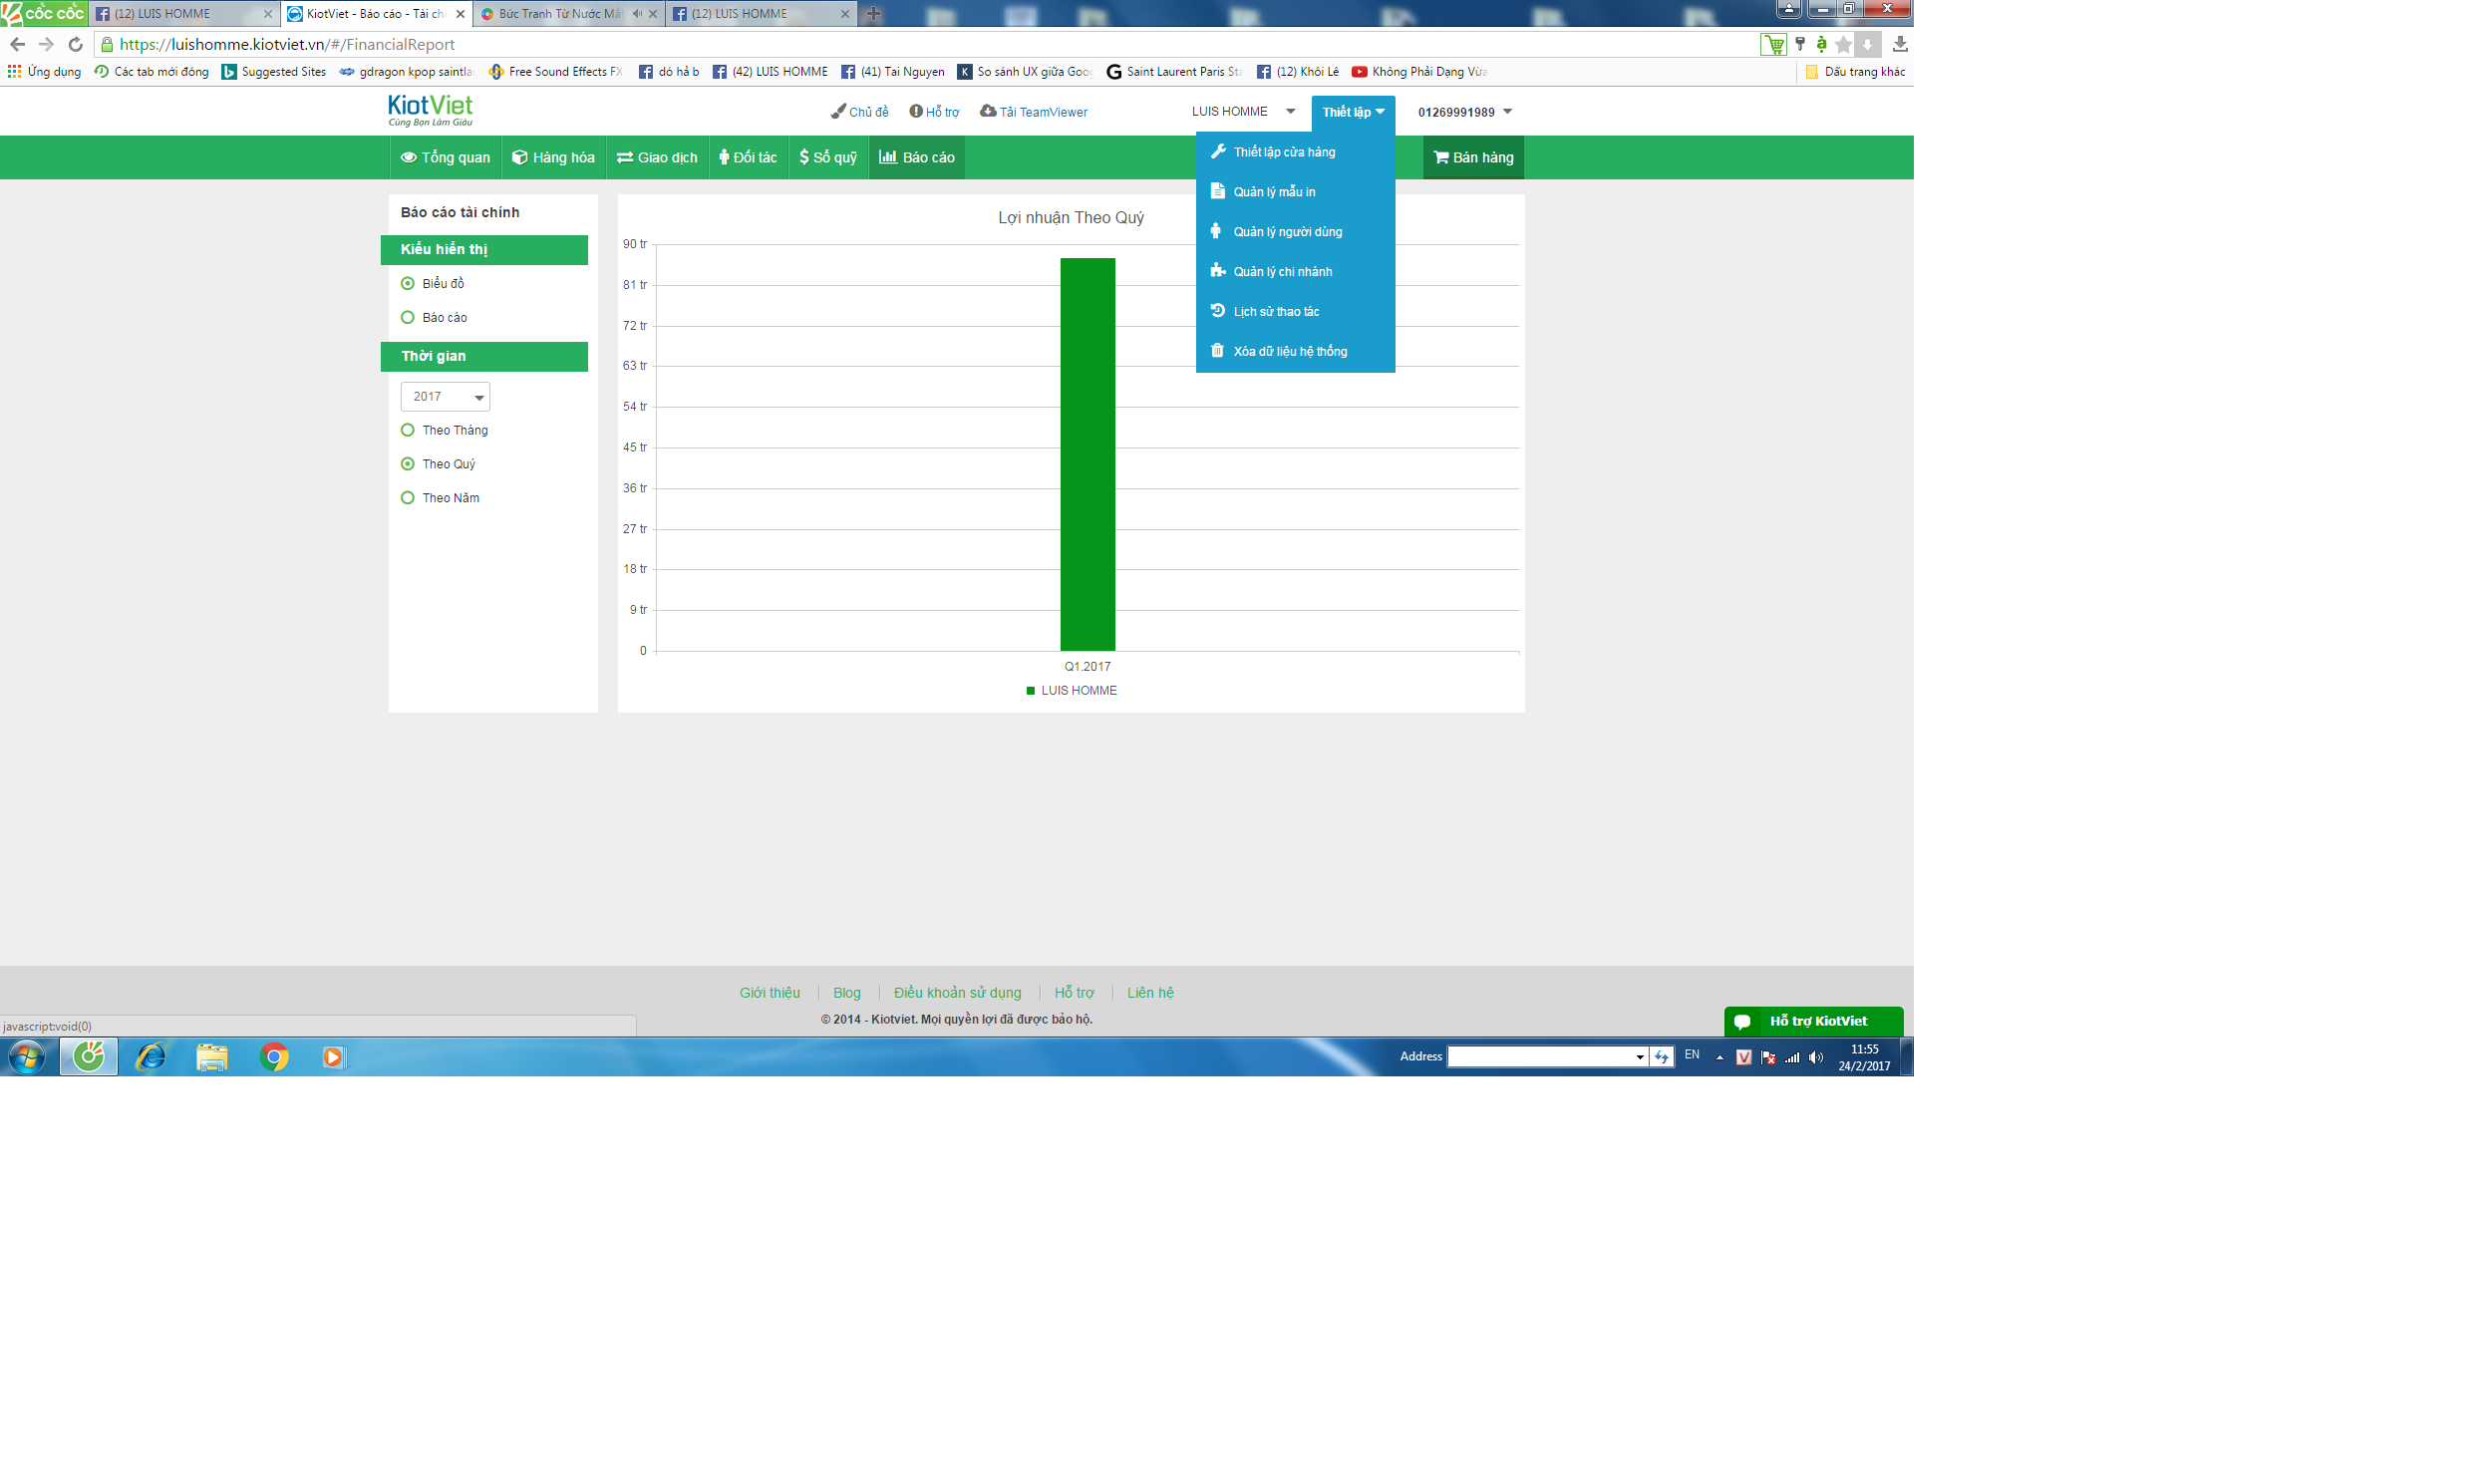 cốc cốc (12) LUIS HOMME KiotViet - Báo cáo - Tài ch Bức Tranh Từ Nước Mắ (12) LUIS HOMME
https://luishomme.kiotviet.vn/#/FinancialReport
Ứng dụng Các tab mới đóng Suggested Sites gdragon kpop saintla Free Sound Effects FX dó hả b (42) LUIS HOMME (41) Tai Nguyen So sánh UX giữa Goog Saint Laurent Paris Sta (12) Khôi Lê Không Phải Dạng Vừa Dấu trang khác
KiotViet
Cùng Bạn Làm Giàu
Chủ đề Hỗ trợ Tải TeamViewer LUIS HOMME Thiết lập 01269991989
Tổng quan Hàng hóa Giao dịch Đối tác Sổ quỹ Báo cáo Bán hàng
Thiết lập cửa hàng
Quản lý mẫu in
Quản lý người dùng
Quản lý chi nhánh
Lịch sử thao tác
Xóa dữ liệu hệ thống
Báo cáo tài chính
Kiểu hiển thị
Biểu đồ
Báo cáo
Thời gian
2017
Theo Tháng
Theo Quý
Theo Năm
Lợi nhuận Theo Quý
90 tr
81 tr
72 tr
63 tr
54 tr
45 tr
36 tr
27 tr
18 tr
9 tr
0
Q1.2017
LUIS HOMME
Giới thiệu Blog Điều khoản sử dụng Hỗ trợ Liên hệ
© 2014 - Kiotviet. Mọi quyền lợi đã được bảo hộ.
Hỗ trợ KiotViet
javascript:void(0)
Address EN 11:55
24/2/2017